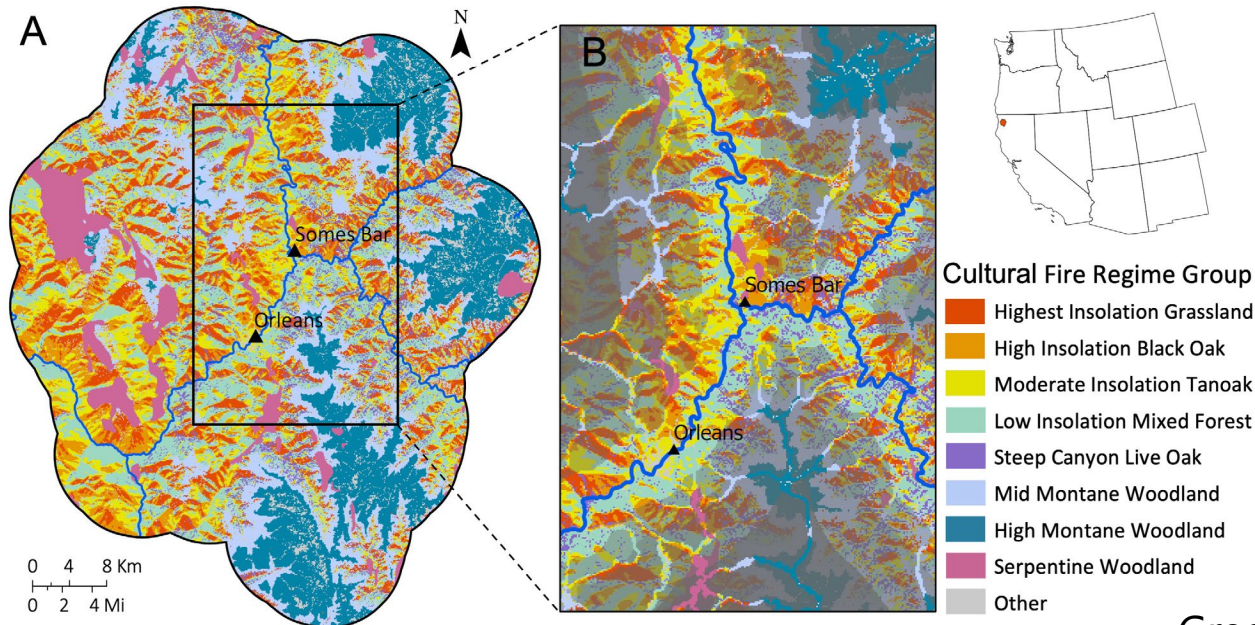 A
N
B
Somes Bar
Orleans
0 4 8 Km
0 2 4 Mi
Somes Bar
Orleans
Cultural Fire Regime Group
Highest Insolation Grassland
High Insolation Black Oak
Moderate Insolation Tanoak
Low Insolation Mixed Forest
Steep Canyon Live Oak
Mid Montane Woodland
High Montane Woodland
Serpentine Woodland
Other